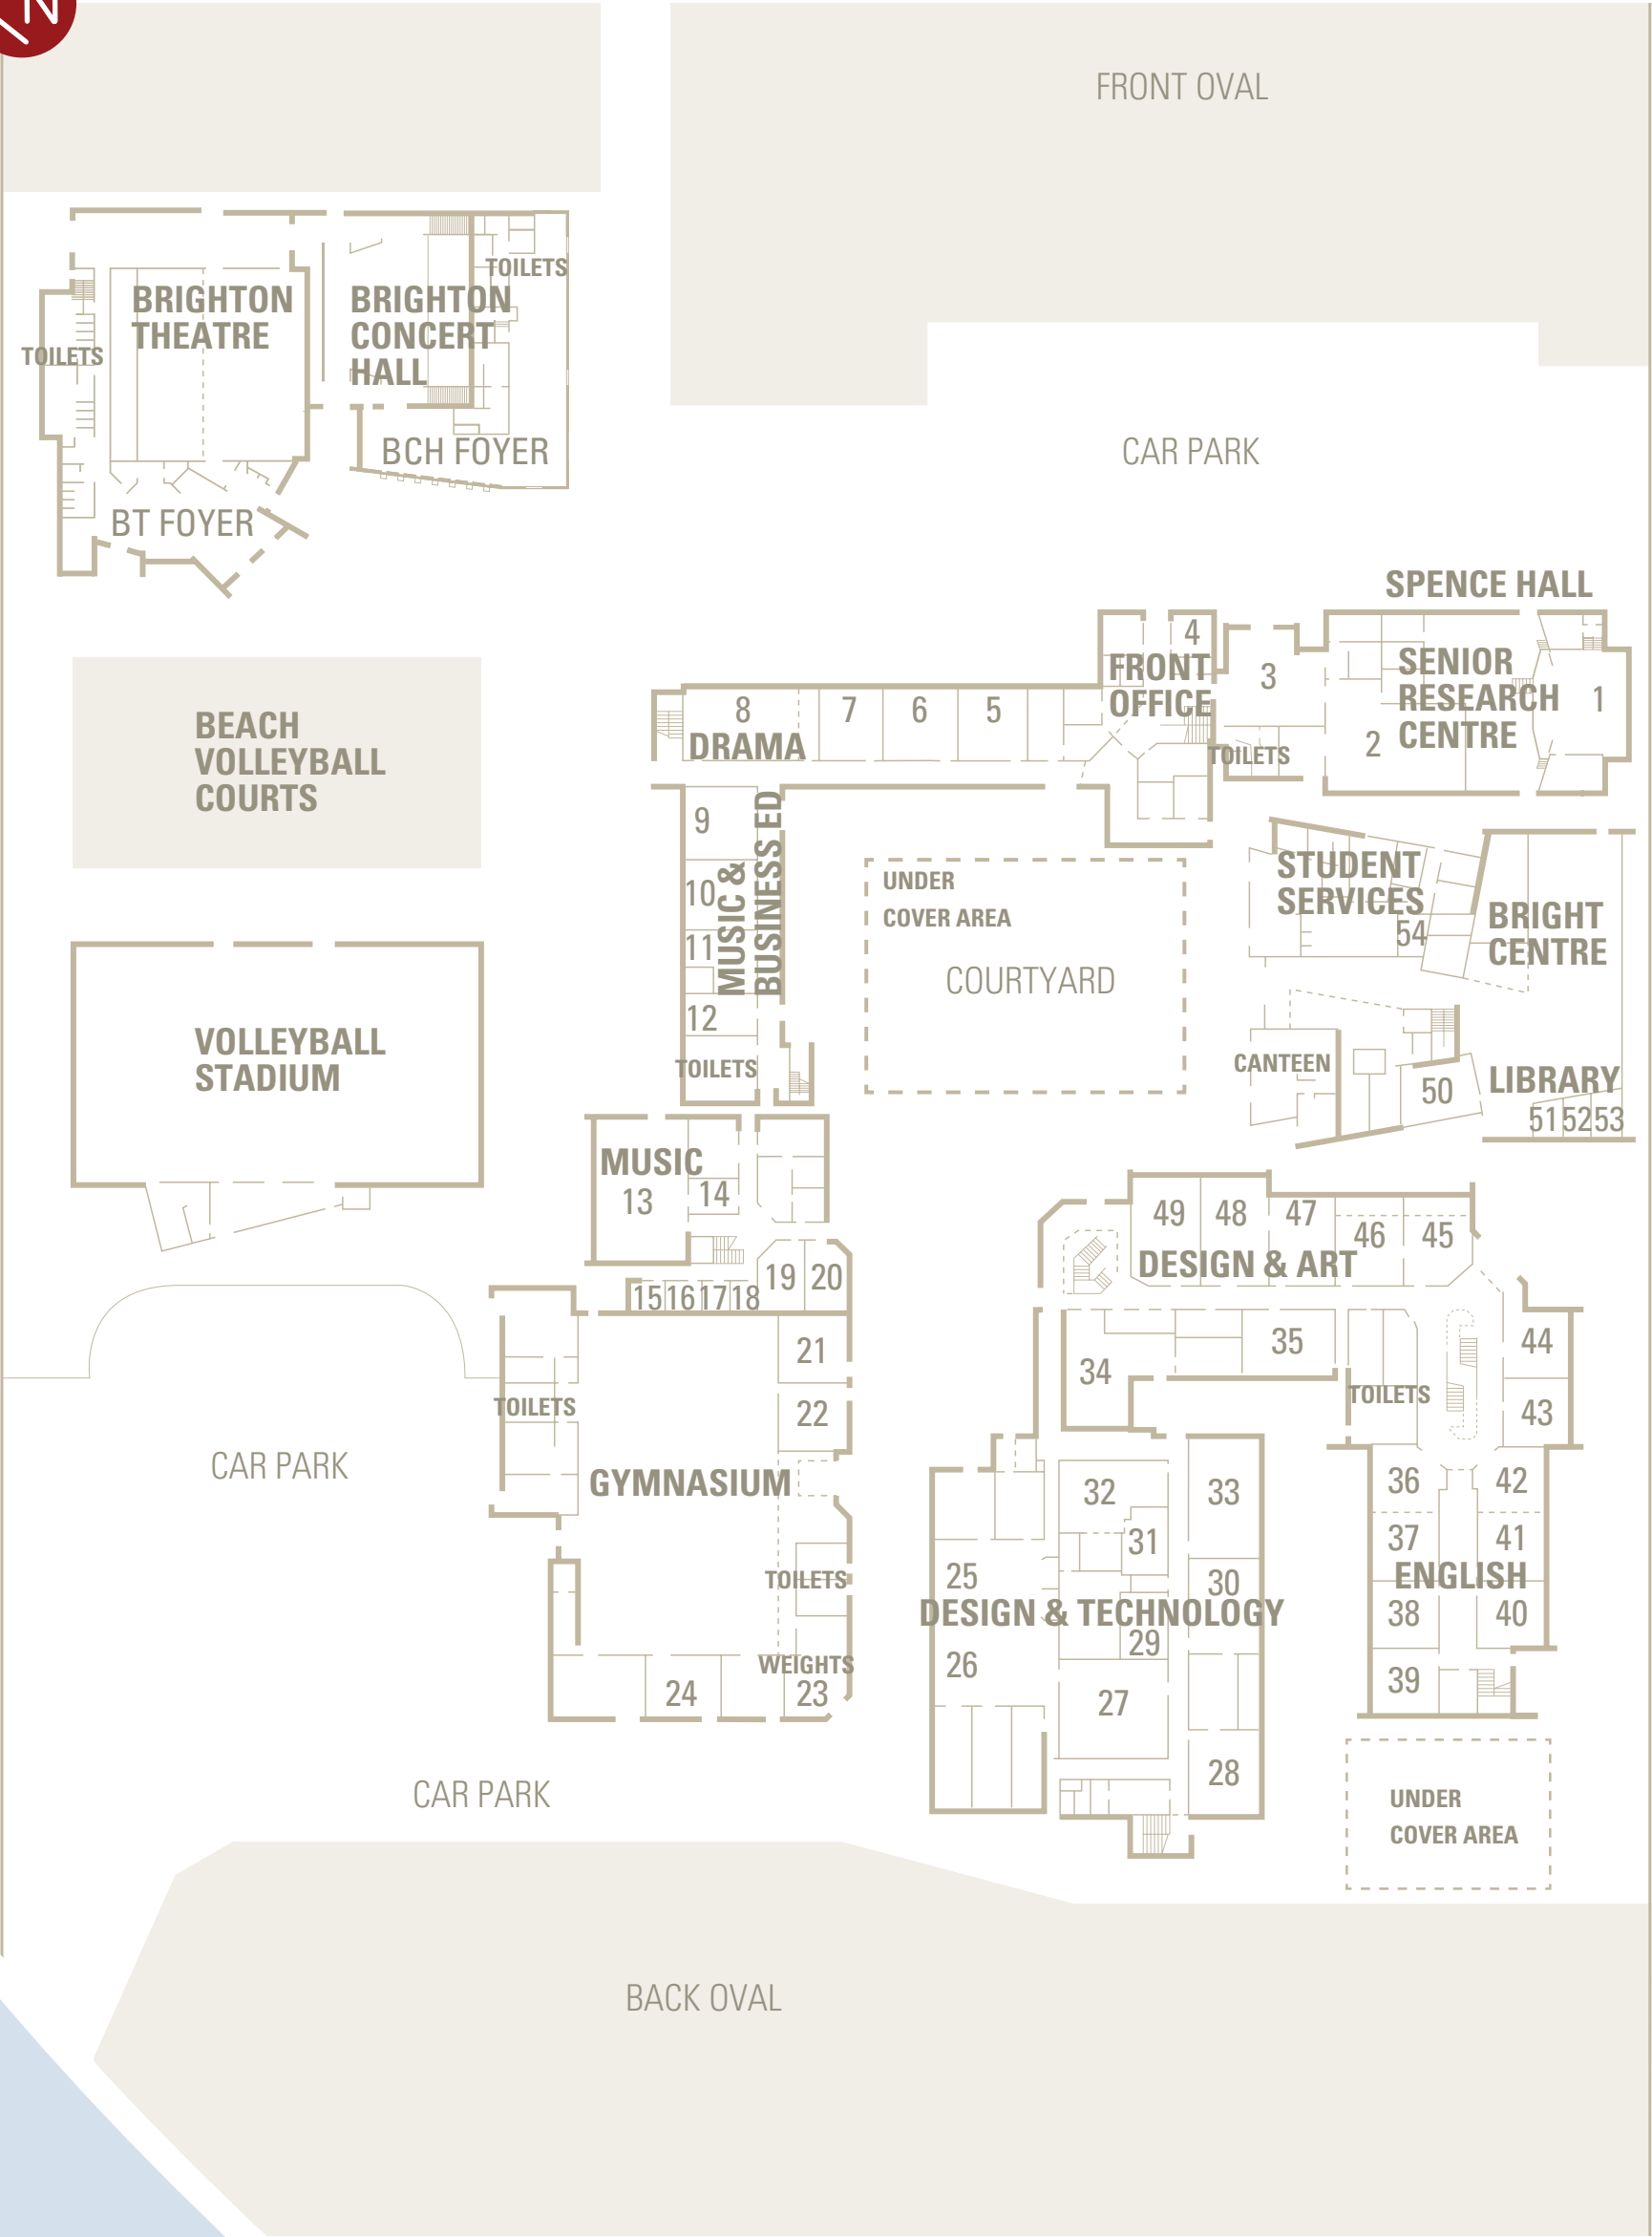 N
FRONT OVAL
TOILETS
BRIGHTON
THEATRE
BRIGHTON
CONCERT
HALL
TOILETS
CAR PARK
BCH FOYER
BT FOYER
SPENCE HALL
4
FRONT
OFFICE
3
SENIOR
RESEARCH
CENTRE
1
2
TOILETS
8
7
6
5
DRAMA
BEACH
VOLLEYBALL
COURTS
9
10
11
12
MUSIC &
BUSINESS ED
TOILETS
UNDER
COVER AREA
COURTYARD
STUDENT
SERVICES
54
BRIGHT
CENTRE
VOLLEYBALL
STADIUM
CANTEEN
50
LIBRARY
51
52
53
MUSIC
13
14
15
16
17
18
19
20
49
48
47
46
45
DESIGN & ART
21
22
TOILETS
34
35
TOILETS
44
43
CAR PARK
GYMNASIUM
32
33
31
36
42
37
41
ENGLISH
38
40
39
25
30
DESIGN & TECHNOLOGY
29
26
27
28
TOILETS
WEIGHTS
24
23
CAR PARK
UNDER
COVER AREA
BACK OVAL